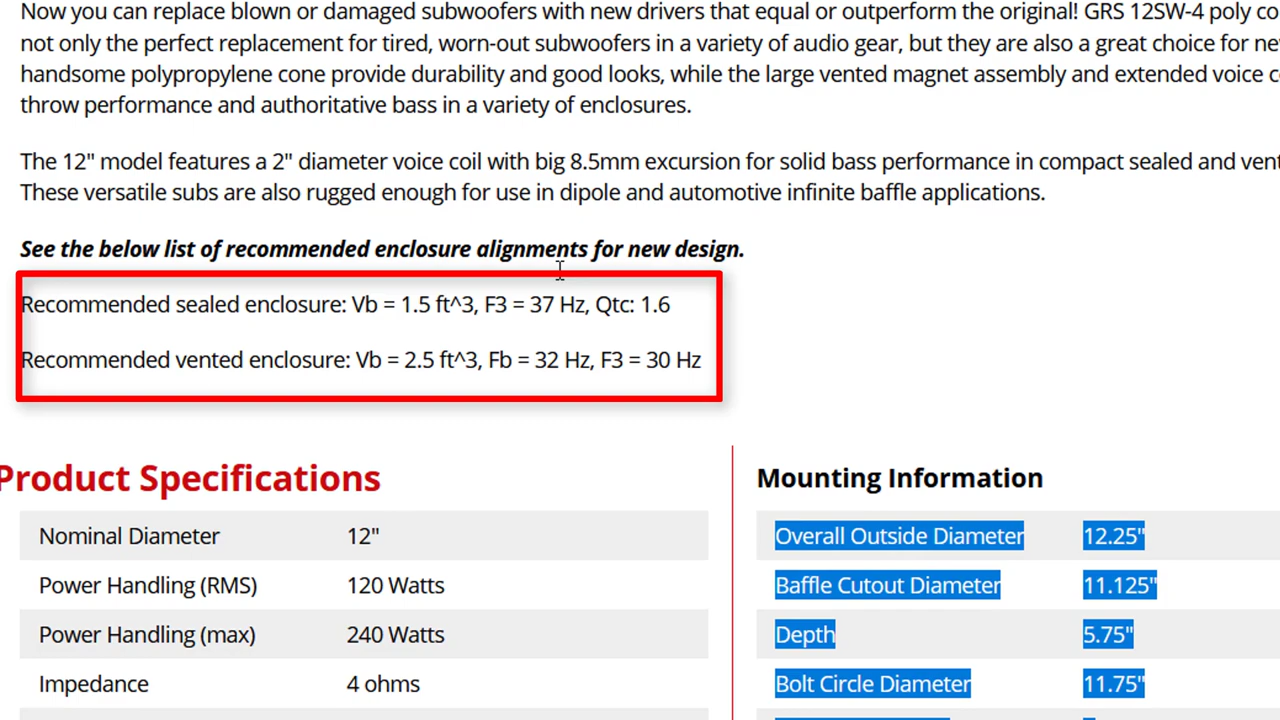 Now you can replace blown or damaged subwoofers with new drivers that equal or outperform the original! GRS 12SW-4 poly
not only the perfect replacement for tired, worn-out subwoofers in a variety of audio gear, but they are also a great choice for
handsome polypropylene cone provide durability and good looks, while the large vented magnet assembly and extended voice
throw performance and authoritative bass in a variety of enclosures.
The 12" model features a 2" diameter voice coil with big 8.5mm excursion for solid bass performance in compact sealed and
These versatile subs are also rugged enough for use in dipole and automotive infinite baffle applications.
See the below list of recommended enclosure alignments for new design.
Recommended sealed enclosure: Vb = 1.5 ft^3, F3 = 37 Hz, Qtc: 1.6
Recommended vented enclosure: Vb = 2.5 ft^3, Fb = 32 Hz, F3 = 30 Hz
Product Specifications
Nominal Diameter 12"
Power Handling (RMS) 120 Watts
Power Handling (max) 240 Watts
Impedance 4 ohms
Mounting Information
Overall Outside Diameter 12.25"
Baffle Cutout Diameter 11.125"
Depth 5.75"
Bolt Circle Diameter 11.75"